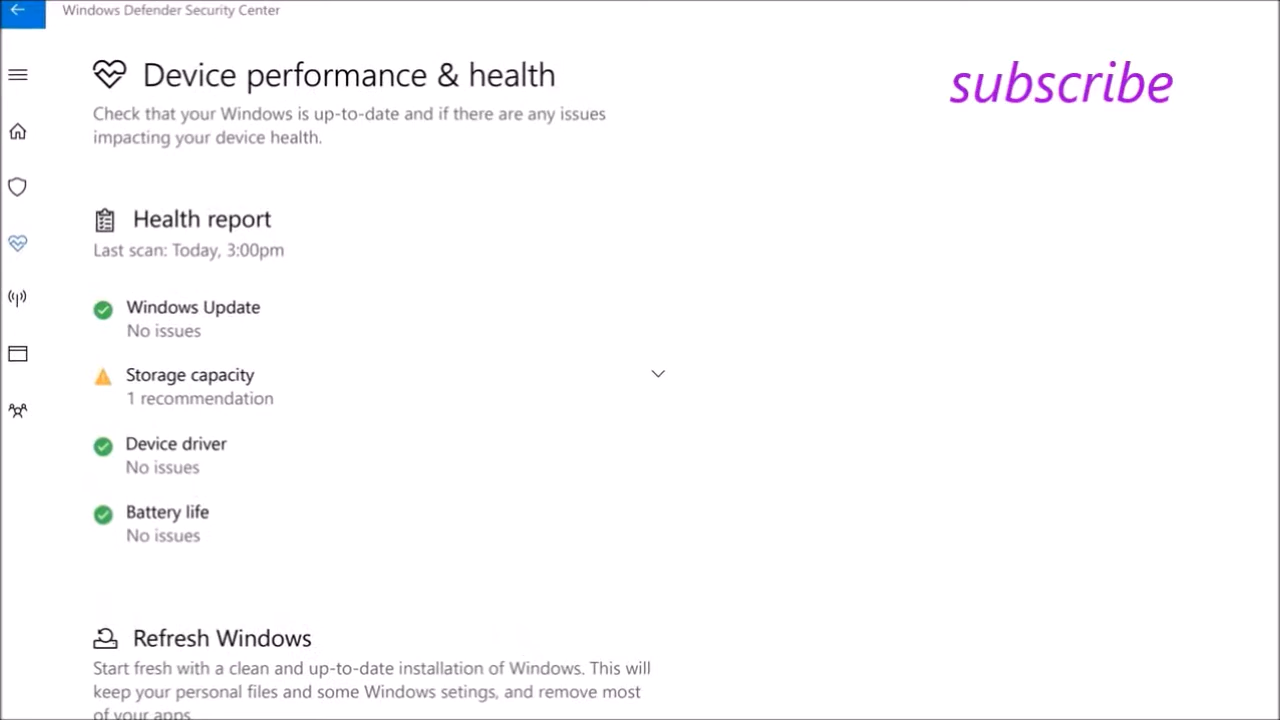 Windows Defender Security Center
Device performance & health
subscribe
Check that your Windows is up-to-date and if there are any issues
impacting your device health.
Health report
Last scan: Today, 3:00pm
Windows Update
No issues
Storage capacity
1 recommendation
Device driver
No issues
Battery life
No issues
Refresh Windows
Start fresh with a clean and up-to-date installation of Windows. This will
keep your personal files and some Windows setings, and remove most
of your apps.